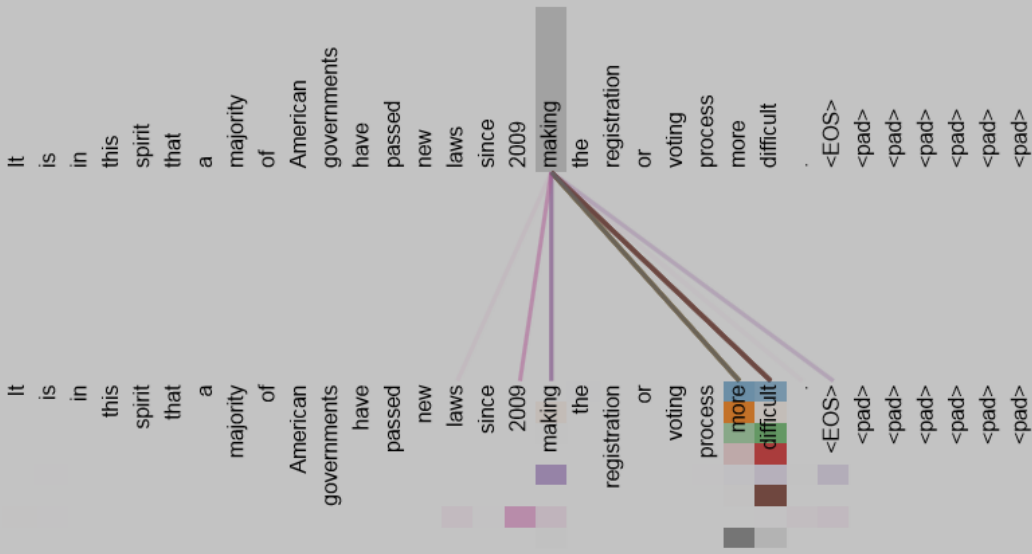 It is in this spirit that a majority of American governments have passed new laws since 2009 making the registration or voting process more difficult . <EOS> <pad> <pad> <pad> <pad> <pad> <pad>
It is in this spirit that a majority of American governments have passed new laws since 2009 making the registration or voting process more difficult <EOS> <pad> <pad> <pad> <pad> <pad> <pad>